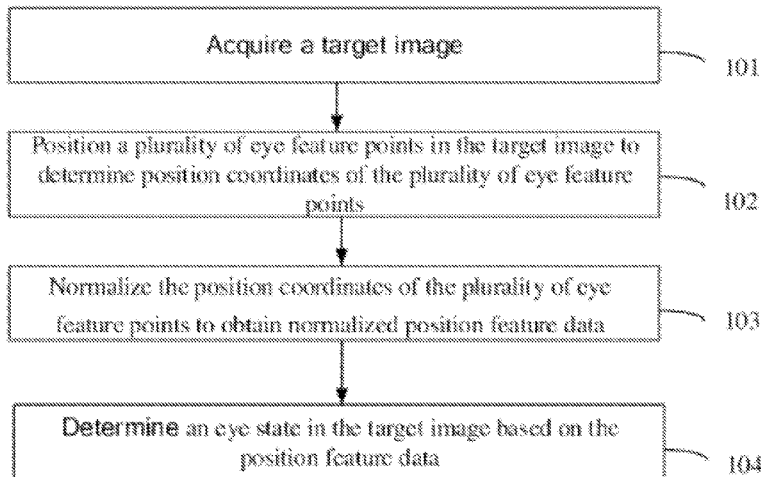 Acquire a target image
101
Position a plurality of eye feature points in the target image to
determine position coordinates of the plurality of eye feature
points
102
Normalize the position coordinates of the plurality of eye
feature points to obtain normalized position feature data
103
Determine an eye state in the target image based on the
position feature data
104